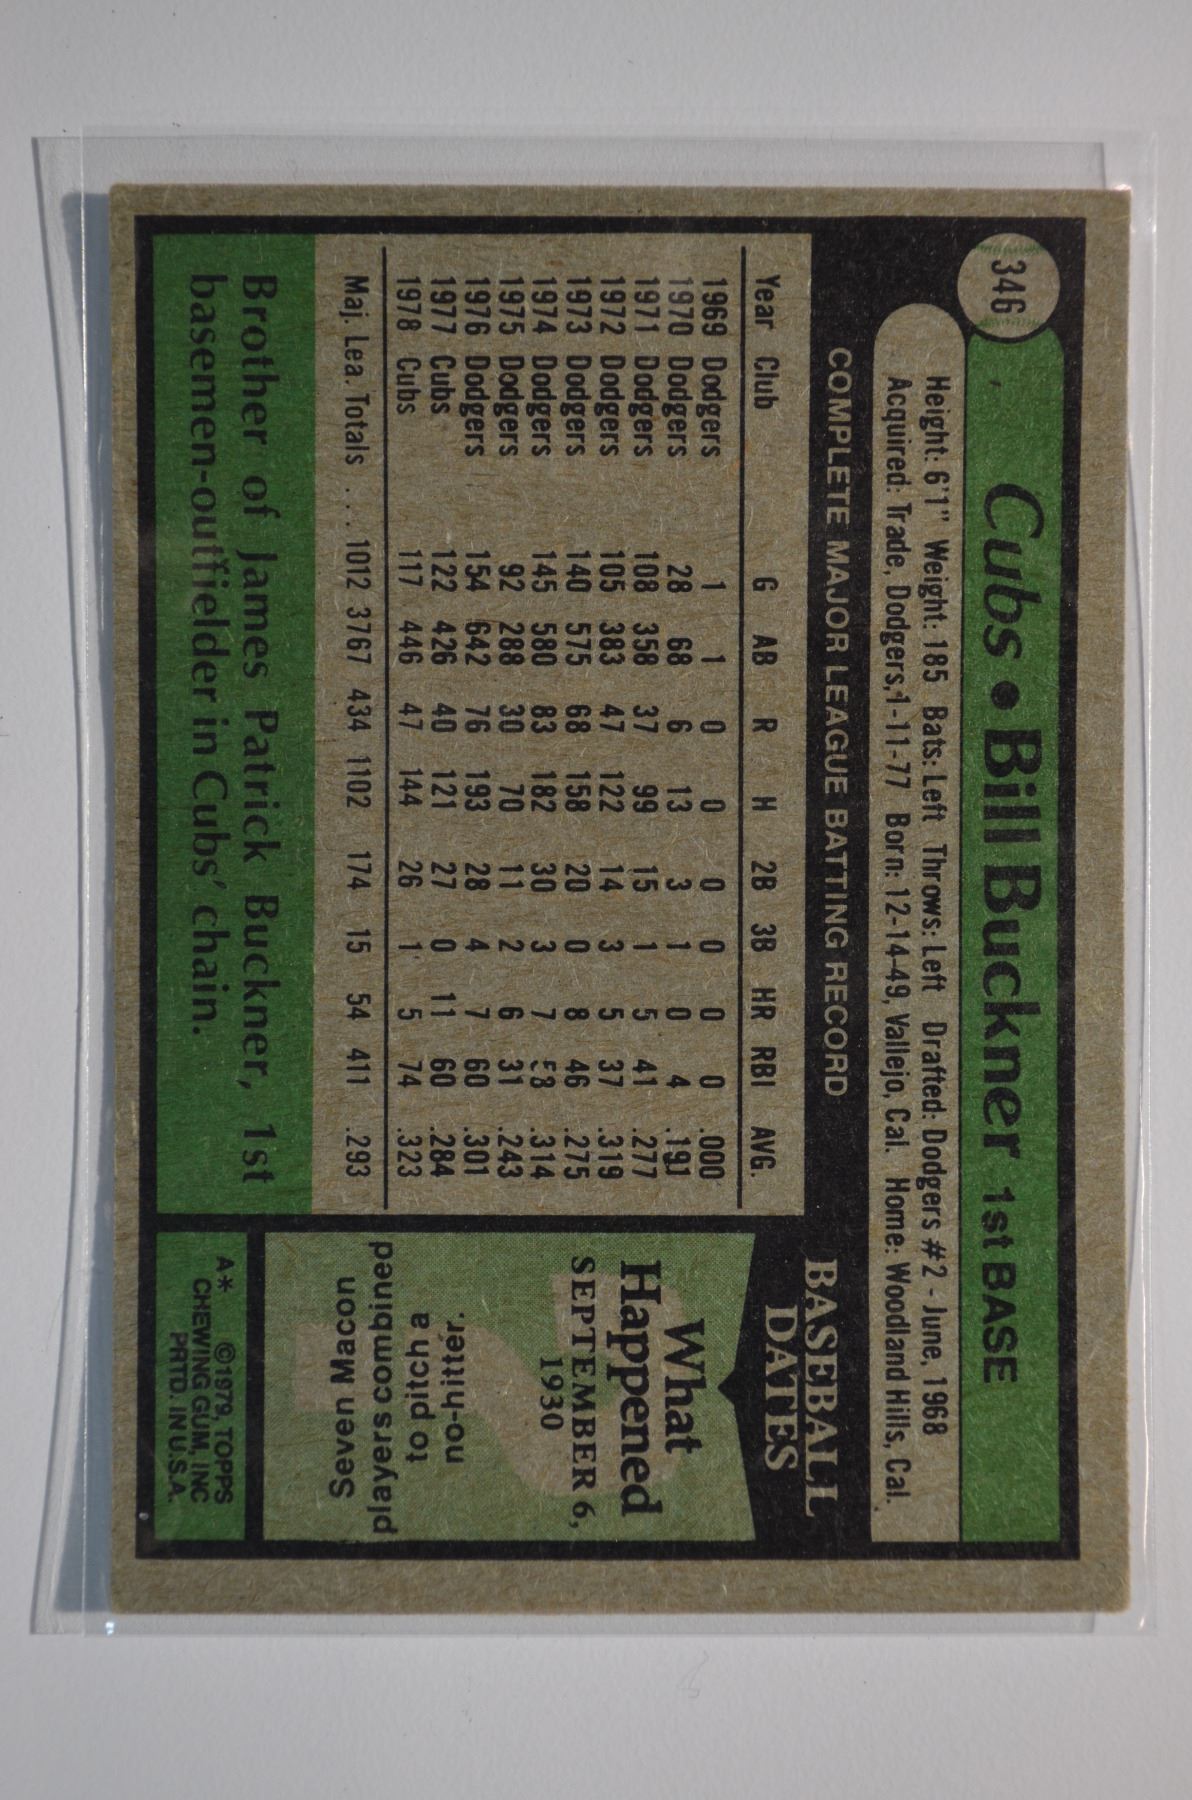 346
Cubs • Bill Buckner 1st BASE
Height: 6'1" Weight: 185 Bats: Left Throws: Left Drafted: Dodgers #2 - June, 1968
Acquired: Trade, Dodgers, 1-11-77 Born: 12-14-49, Vallejo, Cal. Home: Woodland Hills, Cal.
COMPLETE MAJOR LEAGUE BATTING RECORD
Year Club G AB R H 2B 3B HR RBI AVG.
1969 Dodgers 1 1 0 0 0 0 0 0 .000
1970 Dodgers 28 68 6 13 3 1 0 4 .191
1971 Dodgers 108 358 37 99 15 1 5 41 .277
1972 Dodgers 105 383 47 122 14 3 5 37 .319
1973 Dodgers 140 575 68 158 20 0 8 46 .275
1974 Dodgers 145 580 83 182 30 3 7 58 .314
1975 Dodgers 92 288 30 70 11 2 6 31 .243
1976 Dodgers 154 642 76 193 28 4 7 60 .301
1977 Cubs 122 426 40 121 27 0 11 60 .284
1978 Cubs 117 446 47 144 26 1 5 74 .323
Maj. Lea. Totals . . . 1012 3767 434 1102 174 15 54 411 .293
Brother of James Patrick Buckner, 1st
basemen-outfielder in Cubs' chain.
BASEBALL
DATES
What
Happened
SEPTEMBER 6,
1930
Seven Macon
players combined
to pitch a
no-hitter.
A* ©1979, TOPPS
CHEWING GUM, INC
PRTD. IN U.S.A.